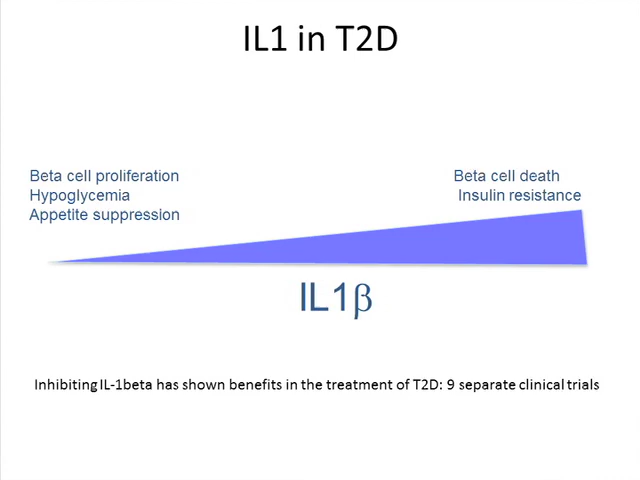 IL1 in T2D
Beta cell proliferation
Hypoglycemia
Appetite suppression
Beta cell death
Insulin resistance
IL1β
Inhibiting IL-1beta has shown benefits in the treatment of T2D: 9 separate clinical trials